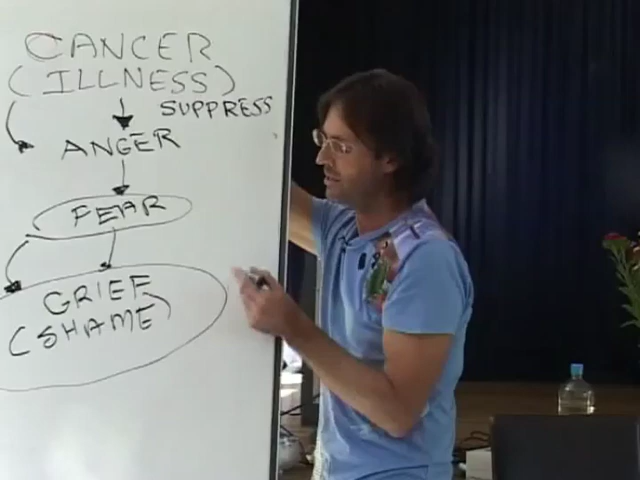 CANCER
(ILLNESS)
SUPPRESS
ANGER
FEAR
GRIEF
(SHAME)